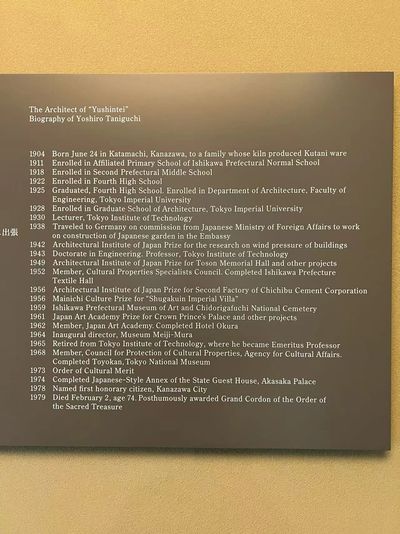 The Architect of "Yushintei"
Biography of Yoshiro Taniguchi
1904 Born June 24 in Katamachi, Kanazawa, to a family whose kiln produced Kutani ware
1911 Enrolled in Affiliated Primary School of Ishikawa Prefectural Normal School
1918 Enrolled in Second Prefectural Middle School
1922 Enrolled in Fourth High School
1925 Graduated, Fourth High School. Enrolled in Department of Architecture, Faculty of
Engineering, Tokyo Imperial University
1928 Enrolled in Graduate School of Architecture, Tokyo Imperial University
1930 Lecturer, Tokyo Institute of Technology
1938 Traveled to Germany on commission from Japanese Ministry of Foreign Affairs to work
on construction of Japanese garden in the Embassy
出張
1942 Architectural Institute of Japan Prize for the research on wind pressure of buildings
1943 Doctorate in Engineering. Professor, Tokyo Institute of Technology
1949 Architectural Institute of Japan Prize for Toson Memorial Hall and other projects
1952 Member, Cultural Properties Specialists Council. Completed Ishikawa Prefecture
Textile Hall
1956 Architectural Institute of Japan Prize for Second Factory of Chichibu Cement Corporation
1956 Mainichi Culture Prize for "Shugakuin Imperial Villa"
1959 Ishikawa Prefectural Museum of Art and Chidorigafuchi National Cemetery
1961 Japan Art Academy Prize for Crown Prince's Palace and other projects
1962 Member, Japan Art Academy. Completed Hotel Okura
1964 Inaugural director, Museum Meiji-Mura
1965 Retired from Tokyo Institute of Technology, where he became Emeritus Professor
1968 Member, Council for Protection of Cultural Properties, Agency for Cultural Affairs.
Completed Toyokan, Tokyo National Museum
1973 Order of Cultural Merit
1974 Completed Japanese-Style Annex of the State Guest House, Akasaka Palace
1978 Named first honorary citizen, Kanazawa City
1979 Died February 2, age 74. Posthumously awarded Grand Cordon of the Order of
the Sacred Treasure